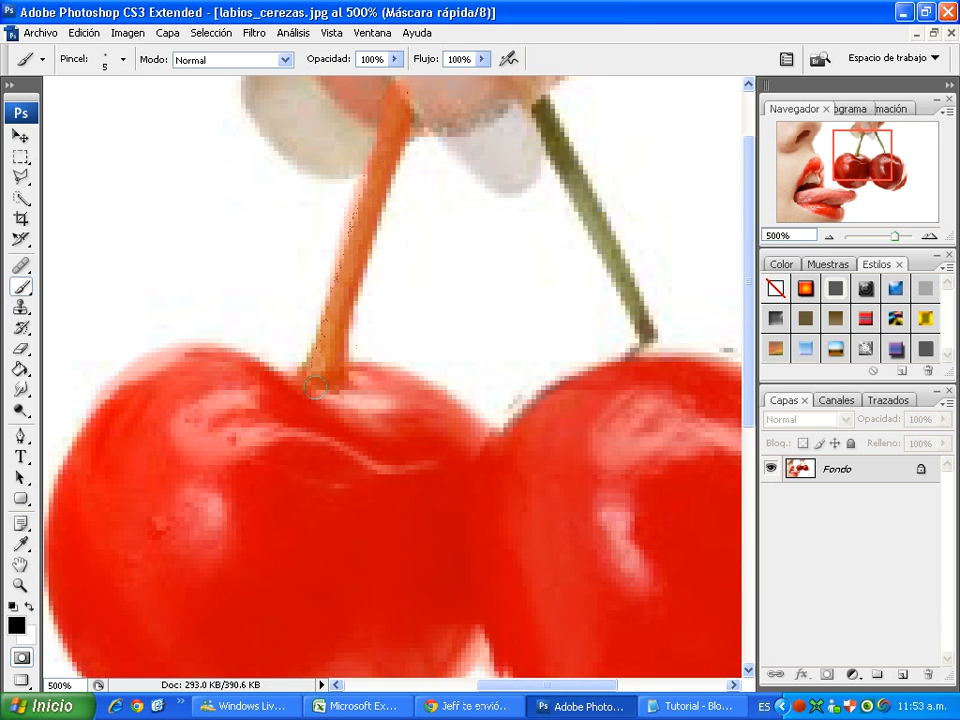 Adobe Photoshop CS3 Extended - [labios_cerezas.jpg al 500% (Máscara rápida/8)]
Archivo Edición Imagen Capa Selección Filtro Análisis Vista Ventana Ayuda
Pincel: 5 Modo: Normal Opacidad: 100% Flujo: 100% Espacio de trabajo
Ps
Navegador × ograma mación
500%
Color Muestras Estilos ×
Capas × Canales Trazados
Normal Opacidad: 100%
Bloq.: Relleno: 100%
Fondo
T
500% Doc: 293.0 KB/390.6 KB
Inicio Windows Liv... Microsoft Ex... Jeff te envió... Adobe Photo... Tutorial - Blo... ES 11:53 a.m.